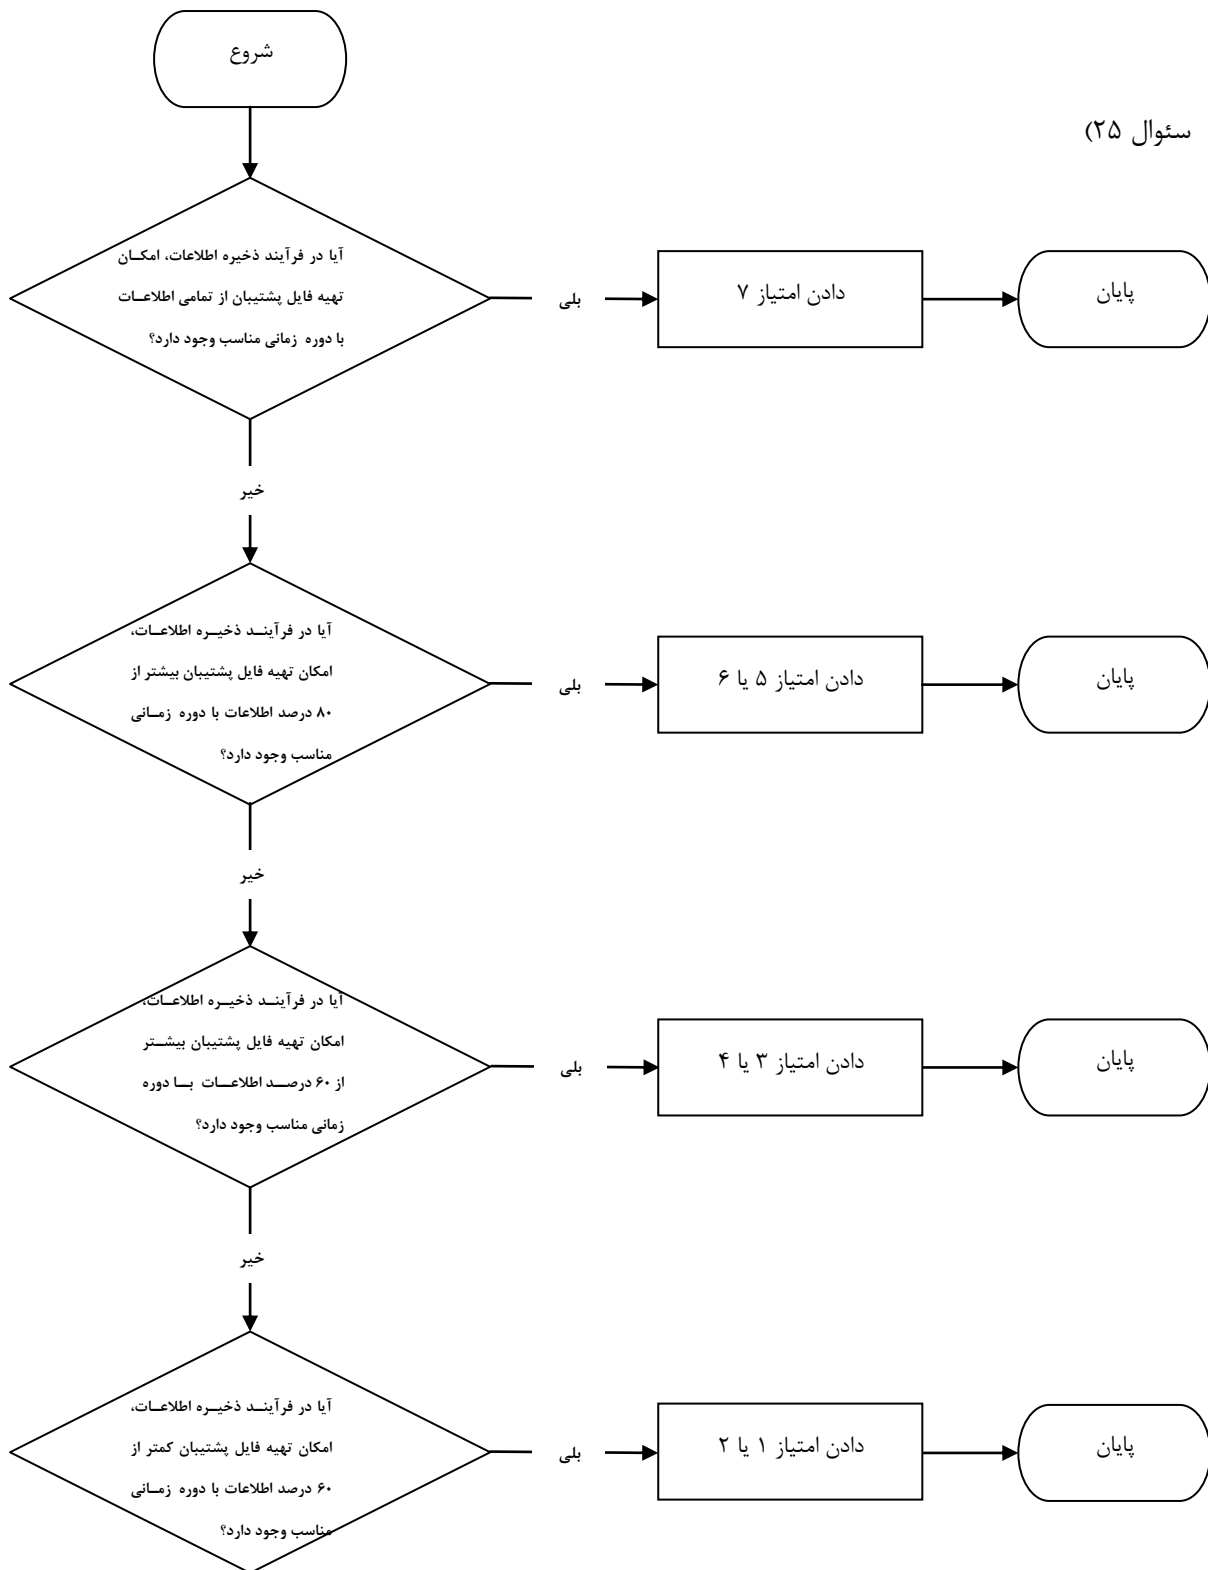 شروع
سئوال ۲۵)
آیا در فرآیند ذخیره اطلاعات، امکان
تهیه فایل پشتیبان از تمامی اطلاعات
با دوره زمانی مناسب وجود دارد؟
بلی
دادن امتیاز ۷
پایان
خیر
آیا در فرآیند ذخیره اطلاعات،
امکان تهیه فایل پشتیبان بیشتر از
۸۰ درصد اطلاعات با دوره زمانی
مناسب وجود دارد؟
بلی
دادن امتیاز ۵ یا ۶
پایان
خیر
آیا در فرآیند ذخیره اطلاعات،
امکان تهیه فایل پشتیبان بیشتر
از ۶۰ درصد اطلاعات با دوره
زمانی مناسب وجود دارد؟
بلی
دادن امتیاز ۳ یا ۴
پایان
خیر
آیا در فرآیند ذخیره اطلاعات،
امکان تهیه فایل پشتیبان کمتر از
۶۰ درصد اطلاعات با دوره زمانی
مناسب وجود دارد؟
بلی
دادن امتیاز ۱ یا ۲
پایان